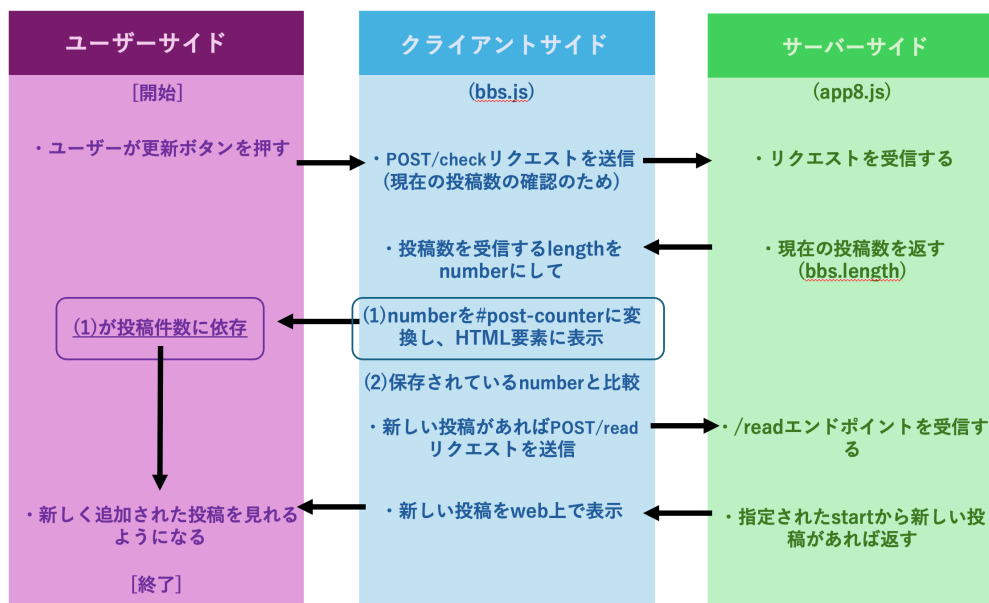 ユーザーサイド
[開始]
・ユーザーが更新ボタンを押す
(1)が投稿件数に依存
・新しく追加された投稿を見れる
ようになる
[終了]
クライアントサイド
(bbs.js)
・POST/checkリクエストを送信
(現在の投稿数の確認のため)
・投稿数を受信するlengthを
numberにして
(1)numberを#post-counterに変
換し、HTML要素に表示
(2)保存されているnumberと比較
・新しい投稿があればPOST/read
リクエストを送信
・新しい投稿をweb上で表示
サーバーサイド
(app8.js)
・リクエストを受信する
・現在の投稿数を返す
(bbs.length)
・/readエンドポイントを受信す
る
・指定されたstartから新しい投
稿があれば返す